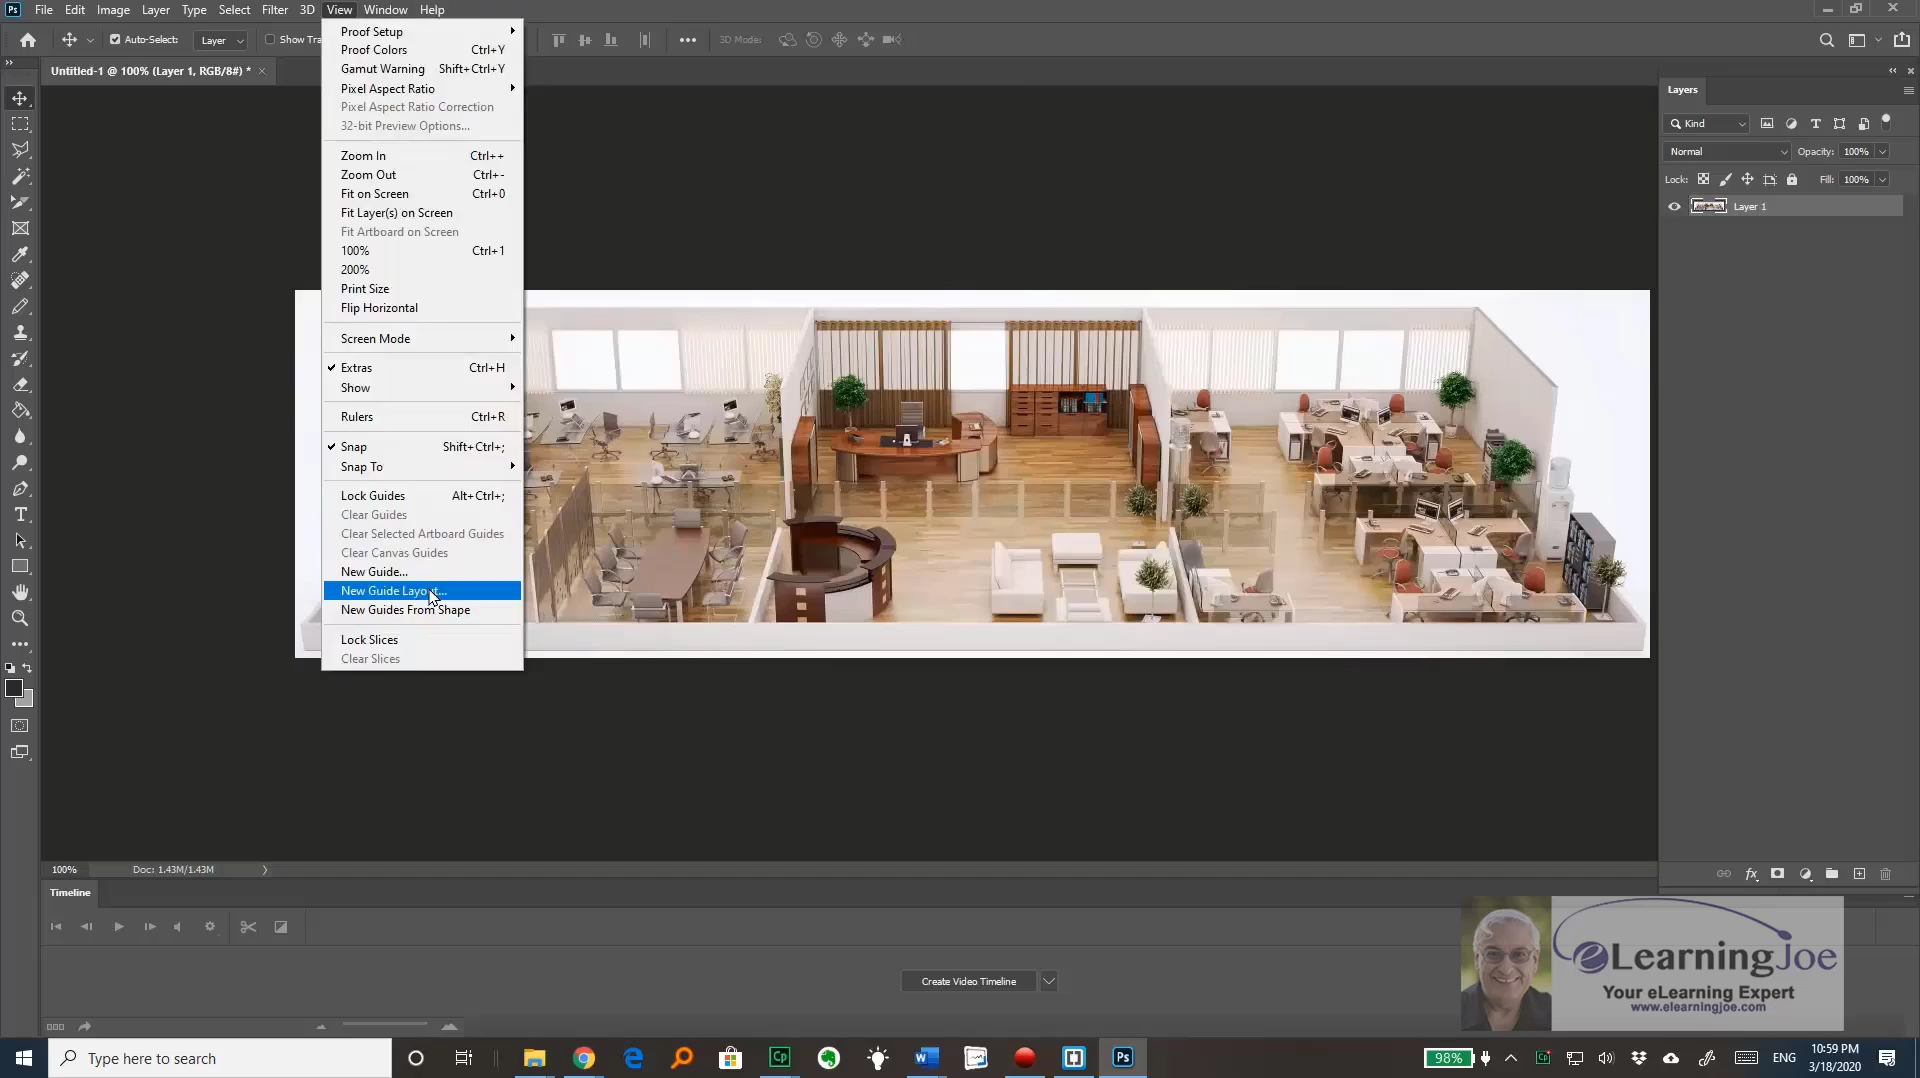 Ps File Edit Image Layer Type Select Filter 3D View Window Help
Auto-Select: Layer Show Tra 3D Mode:
Untitled-1 @ 100% (Layer 1, RGB/8#) *
Proof Setup
Proof Colors Ctrl+Y
Gamut Warning Shift+Ctrl+Y
Pixel Aspect Ratio
Pixel Aspect Ratio Correction
32-bit Preview Options...
Zoom In Ctrl++
Zoom Out Ctrl+-
Fit on Screen Ctrl+0
Fit Layer(s) on Screen
Fit Artboard on Screen
100% Ctrl+1
200%
Print Size
Flip Horizontal
Screen Mode
Extras Ctrl+H
Show
Rulers Ctrl+R
Snap Shift+Ctrl+;
Snap To
Lock Guides Alt+Ctrl+;
Clear Guides
Clear Selected Artboard Guides
Clear Canvas Guides
New Guide...
New Guide Layout...
New Guides From Shape
Lock Slices
Clear Slices
Layers
Kind
Normal Opacity: 100%
Lock: Fill: 100%
Layer 1
100% Doc: 1.43M/1.43M
Timeline
Create Video Timeline
eLearningJoe
Your eLearning Expert
www.elearningjoe.com
Type here to search
98% ENG
10:59 PM
3/18/2020